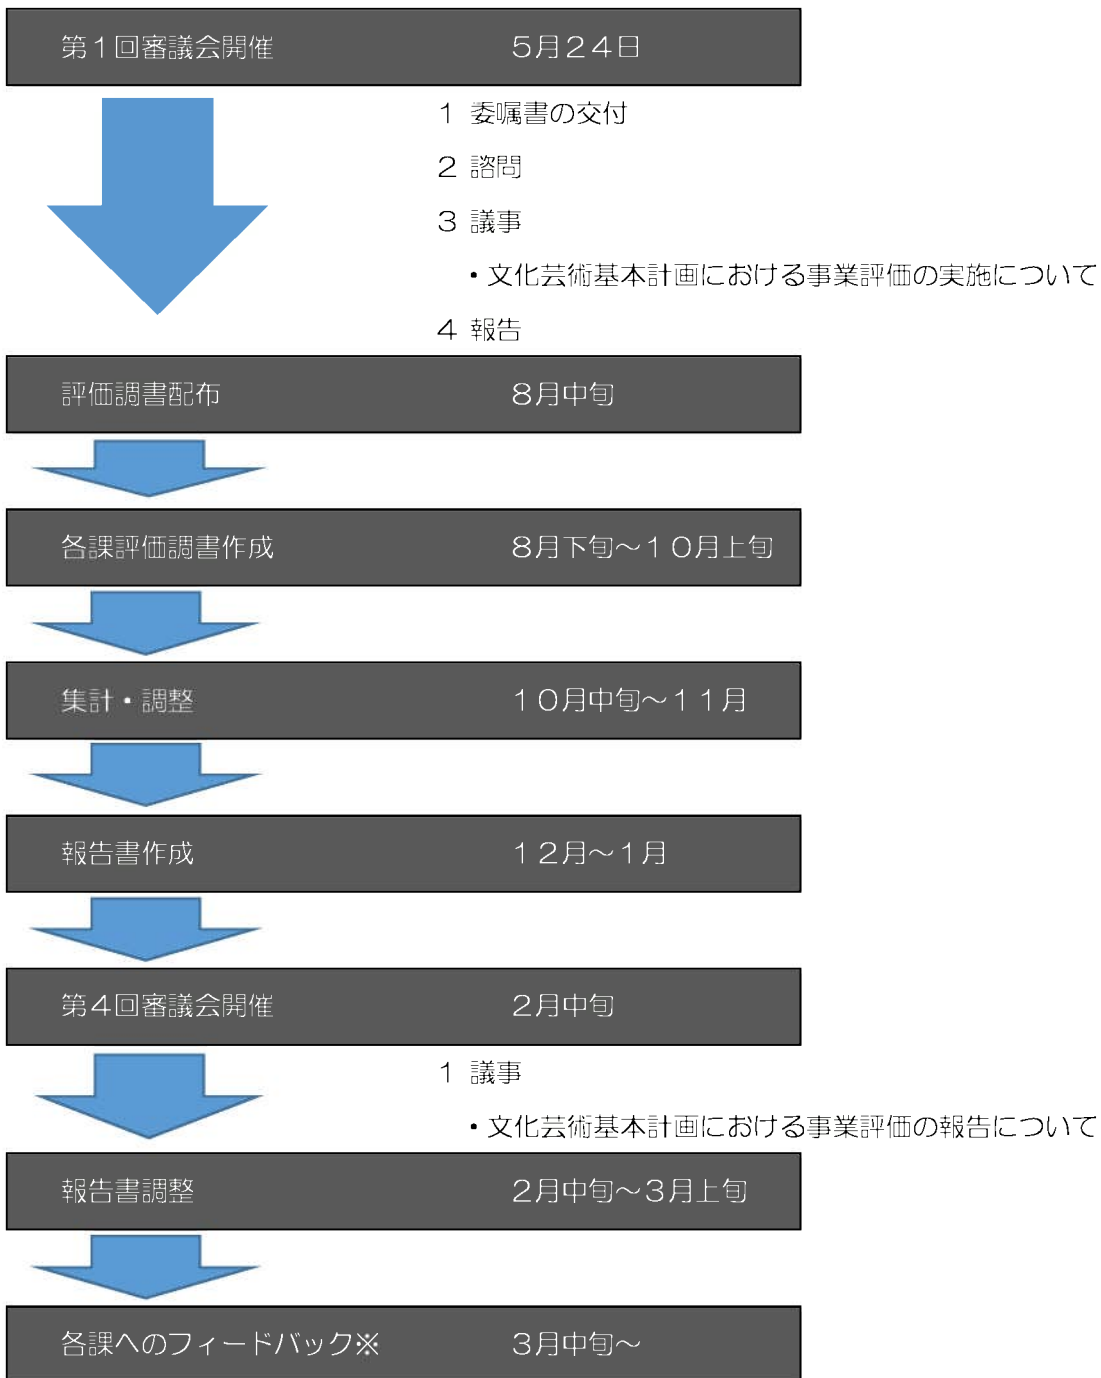 第１回審議会開催　５月２４日
１ 委嘱書の交付
２ 諮問
３ 議事
・文化芸術基本計画における事業評価の実施について
４ 報告
評価調書配布　８月中旬
各課評価調書作成　８月下旬～１０月上旬
集計・調整　１０月中旬～１１月
報告書作成　１２月～１月
第４回審議会開催　２月中旬
１ 議事
・文化芸術基本計画における事業評価の報告について
報告書調整　２月中旬～３月上旬
各課へのフィードバック※　３月中旬～